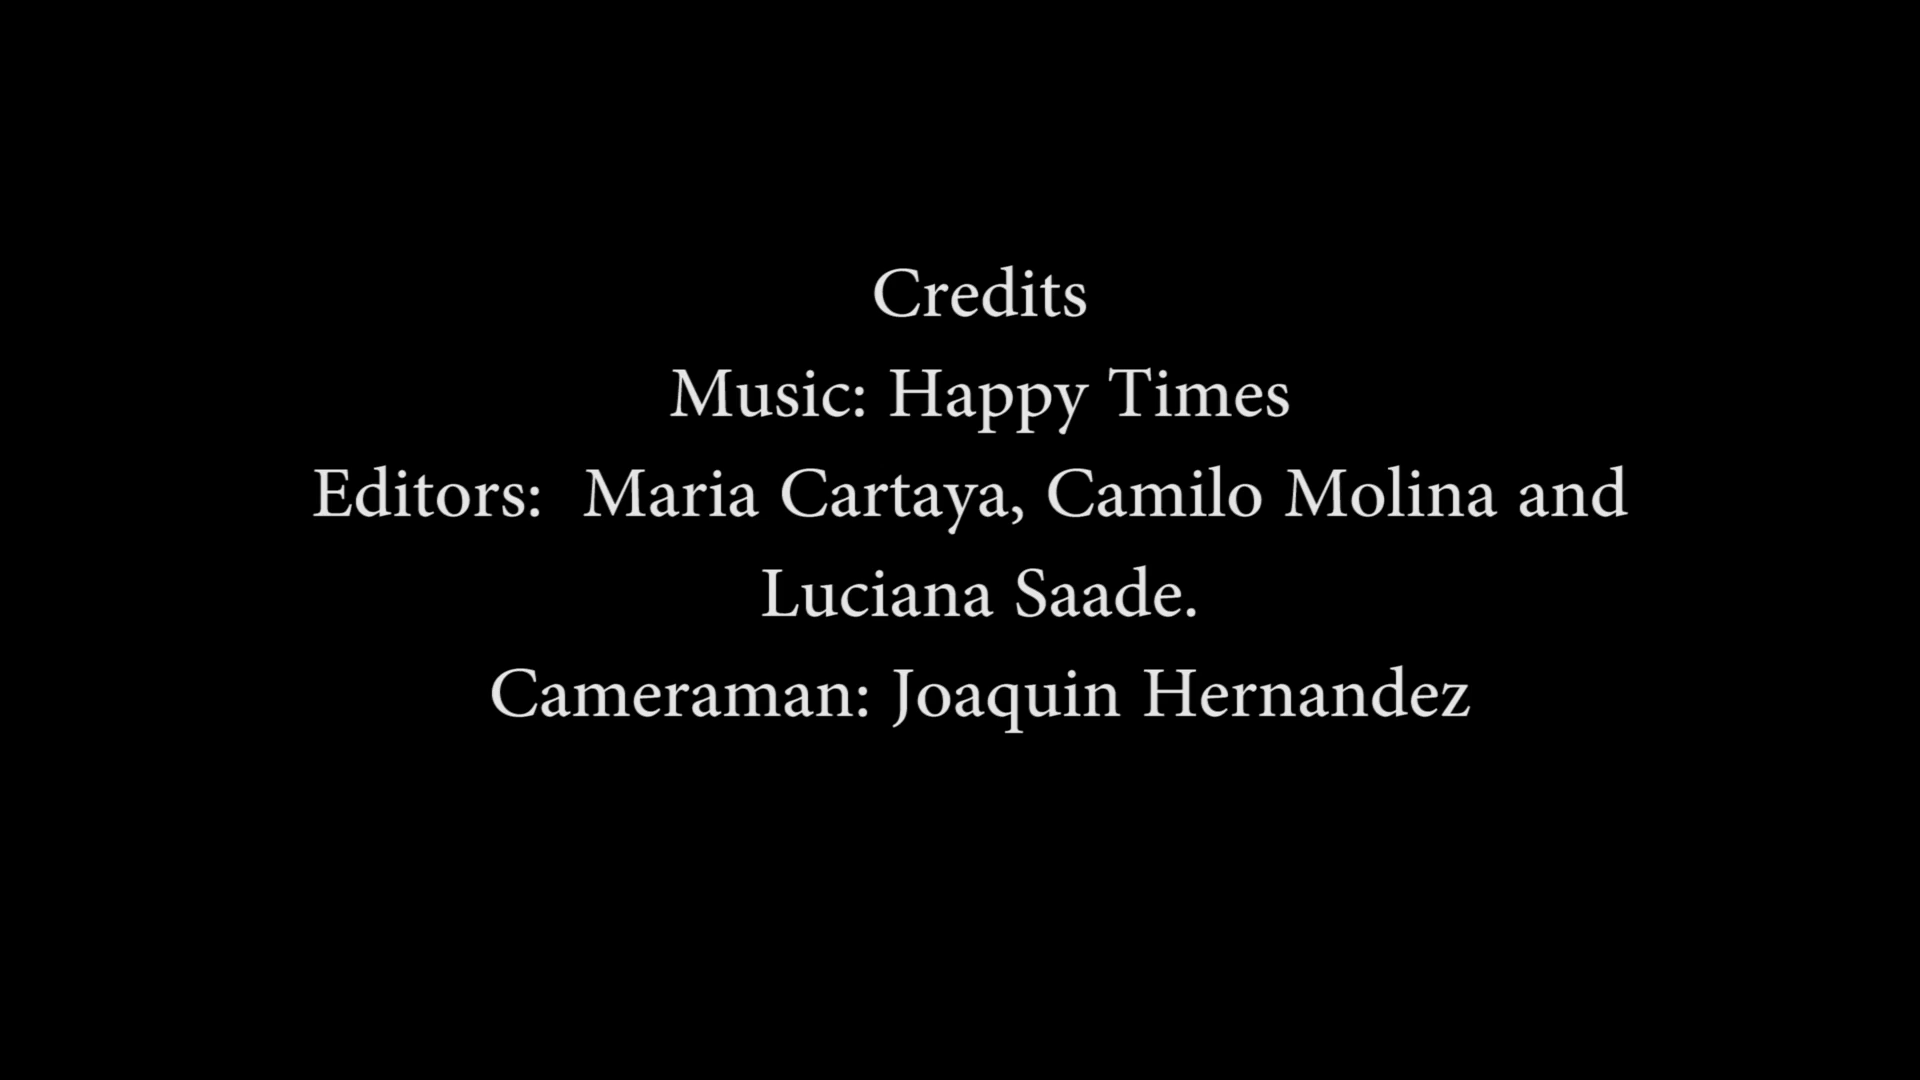 Credits
Music: Happy Times
Editors:  Maria Cartaya, Camilo Molina and
Luciana Saade.
Cameraman: Joaquin Hernandez